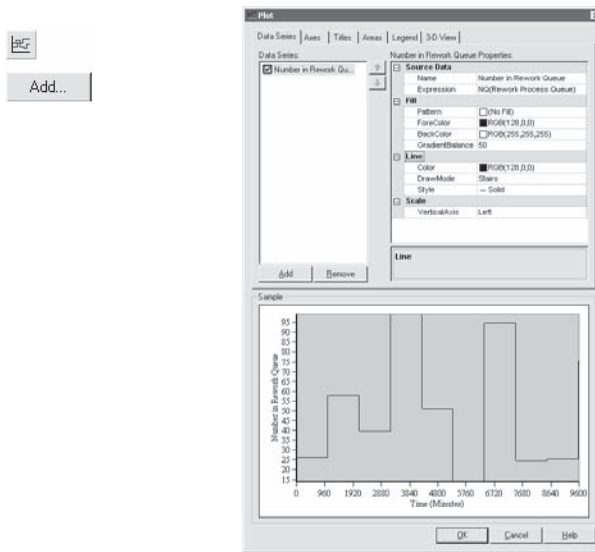 Add...
Plot
Data Series Axes Titles Areas Legend 3-D View
Data Series:
Number in Rework Qu...
Add Remove
Number in Rework Queue Properties:
Source Data
Name Number in Rework Queue
Expression NQ(Rework Process.Queue)
Fill
Pattern (No Fill)
ForeColor RGB(128,0,0)
BackColor RGB(255,255,255)
GradientBalance 50
Line
Color RGB(128,0,0)
DrawMode Stairs
Style — Solid
Scale
VerticalAxis Left
Line
Sample
Number in Rework Queue
95
90
85
80
75
70
65
60
55
50
45
40
35
30
25
20
15
0 960 1920 2880 3840 4800 5760 6720 7680 8640 9600
Time (Minutes)
OK Cancel Help